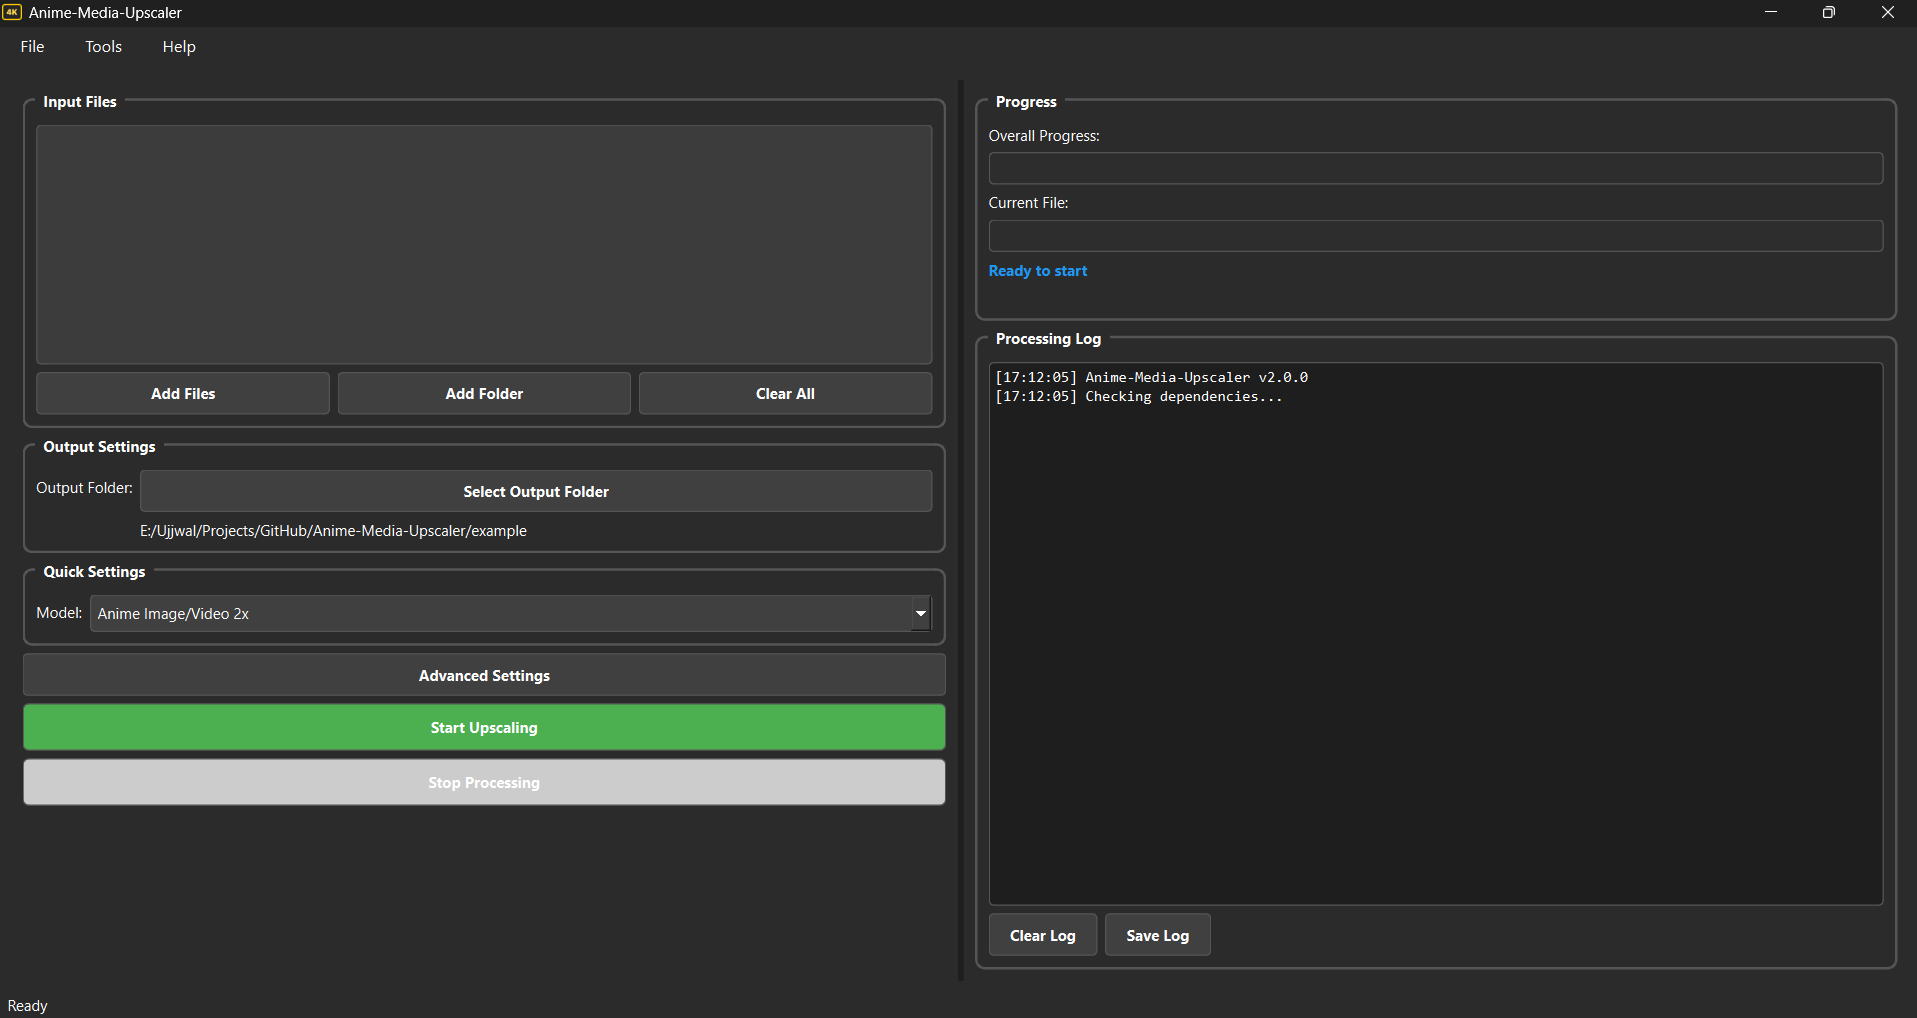 4K Anime-Media-Upscaler
File Tools Help
Input Files
Add Files Add Folder Clear All
Output Settings
Output Folder: Select Output Folder
E:/Ujjwal/Projects/GitHub/Anime-Media-Upscaler/example
Quick Settings
Model: Anime Image/Video 2x
Advanced Settings
Start Upscaling
Stop Processing
Progress
Overall Progress:
Current File:
Ready to start
Processing Log
[17:12:05] Anime-Media-Upscaler v2.0.0
[17:12:05] Checking dependencies...
Clear Log Save Log
Ready